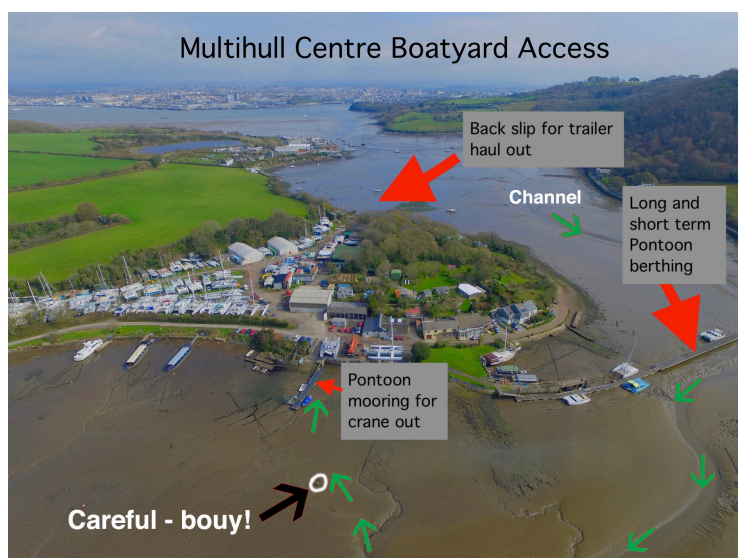 Multihull Centre Boatyard Access
Back slip for trailer
haul out
Channel
Long and
short term
Pontoon
berthing
Pontoon
mooring for
crane out
Careful - bouy!